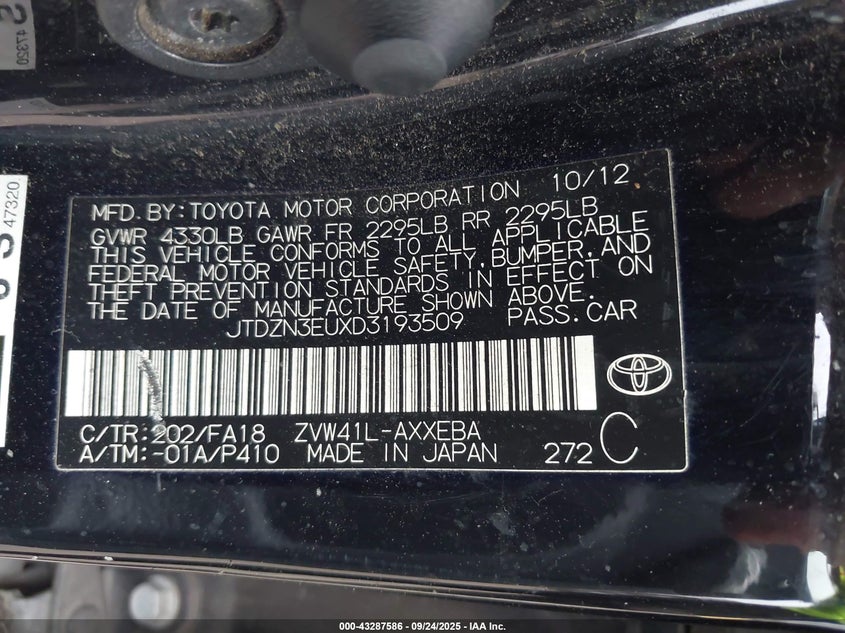 47320
S 47320
MFD. BY: TOYOTA MOTOR CORPORATION 10/12
GVWR 4330LB GAWR FR 2295LB RR 2295LB
THIS VEHICLE CONFORMS TO ALL APPLICABLE
FEDERAL MOTOR VEHICLE SAFETY, BUMPER, AND
THEFT PREVENTION STANDARDS IN EFFECT ON
THE DATE OF MANUFACTURE SHOWN ABOVE.
JTDZN3EUXD3193509 PASS. CAR
C/TR: 202/FA18 ZVW41L-AXXEBA
A/TM: -01A/P410 MADE IN JAPAN 272 C
000-43287586 - 09/24/2025 - IAA Inc.